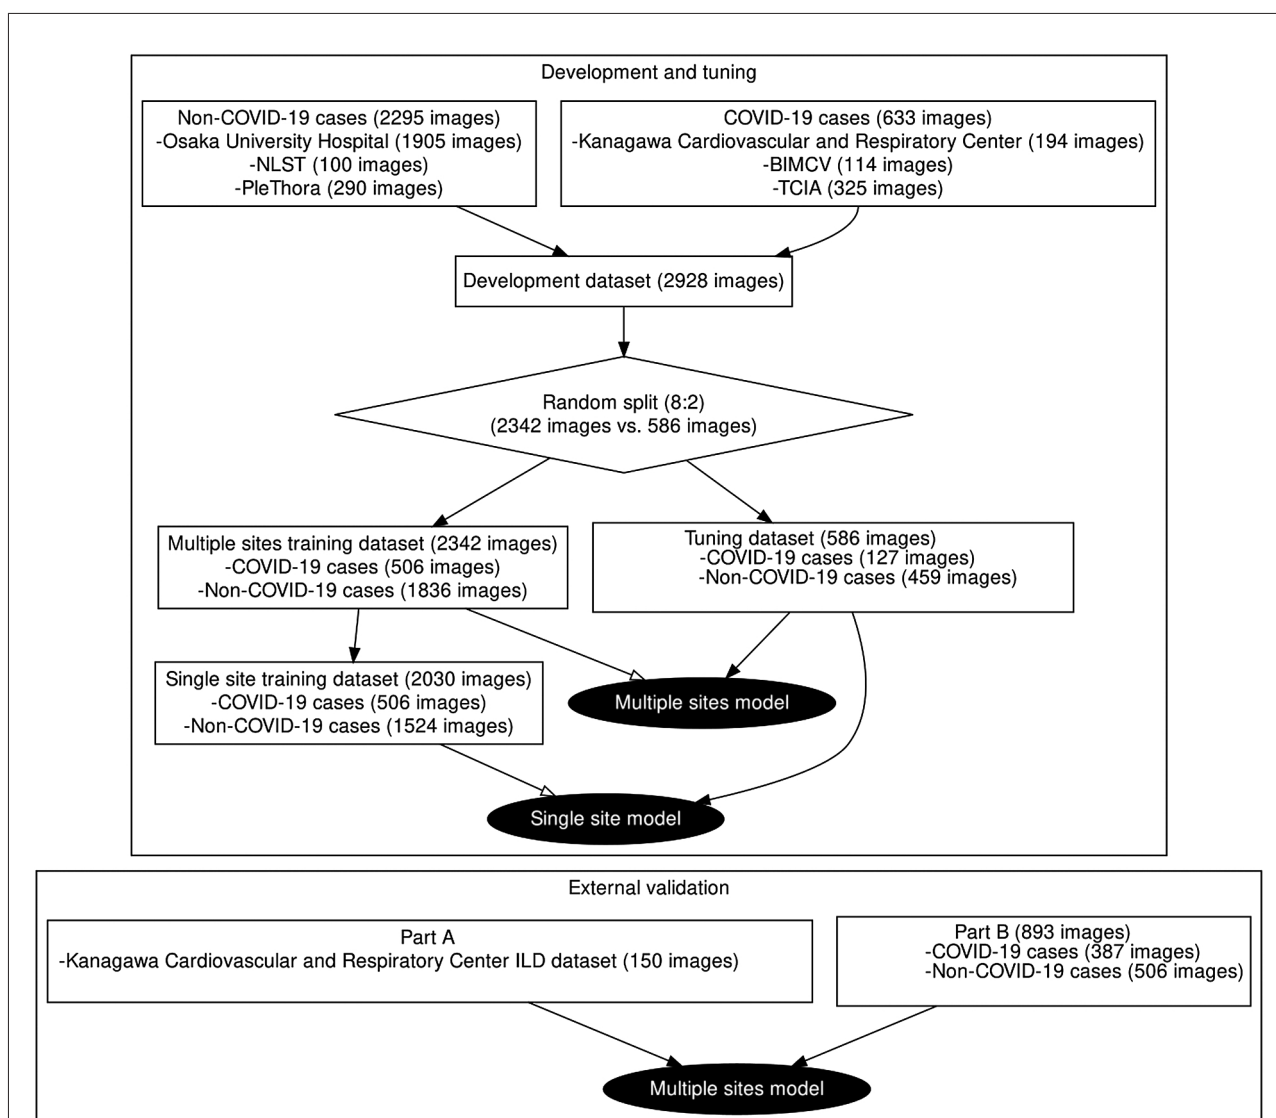 Development and tuning
Non-COVID-19 cases (2295 images)
-Osaka University Hospital (1905 images)
-NLST (100 images)
-PleThora (290 images)
COVID-19 cases (633 images)
-Kanagawa Cardiovascular and Respiratory Center (194 images)
-BIMCV (114 images)
-TCIA (325 images)
Development dataset (2928 images)
Random split (8:2)
(2342 images vs. 586 images)
Multiple sites training dataset (2342 images)
-COVID-19 cases (506 images)
-Non-COVID-19 cases (1836 images)
Tuning dataset (586 images)
-COVID-19 cases (127 images)
-Non-COVID-19 cases (459 images)
Single site training dataset (2030 images)
-COVID-19 cases (506 images)
-Non-COVID-19 cases (1524 images)
Multiple sites model
Single site model
External validation
Part A
-Kanagawa Cardiovascular and Respiratory Center ILD dataset (150 images)
Part B (893 images)
-COVID-19 cases (387 images)
-Non-COVID-19 cases (506 images)
Multiple sites model